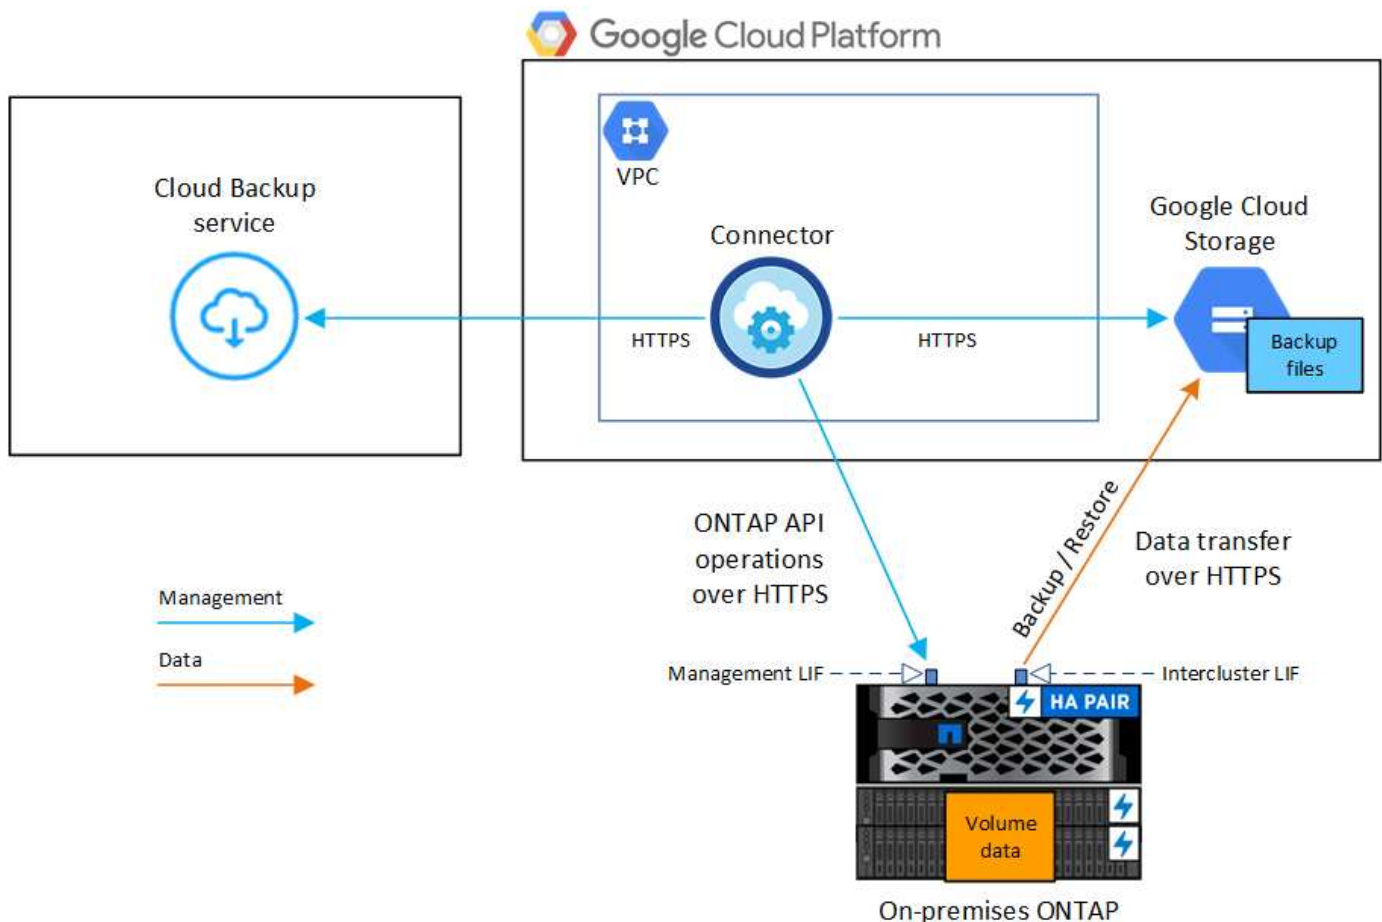 Google Cloud Platform
VPC
Cloud Backup
service
Google Cloud
Storage
Connector
HTTPS
HTTPS
Backup
files
ONTAP API
operations
over HTTPS
Backup / Restore
Data transfer
over HTTPS
Management
Data
Management LIF
Intercluster LIF
HA PAIR
Volume
data
On-premises ONTAP